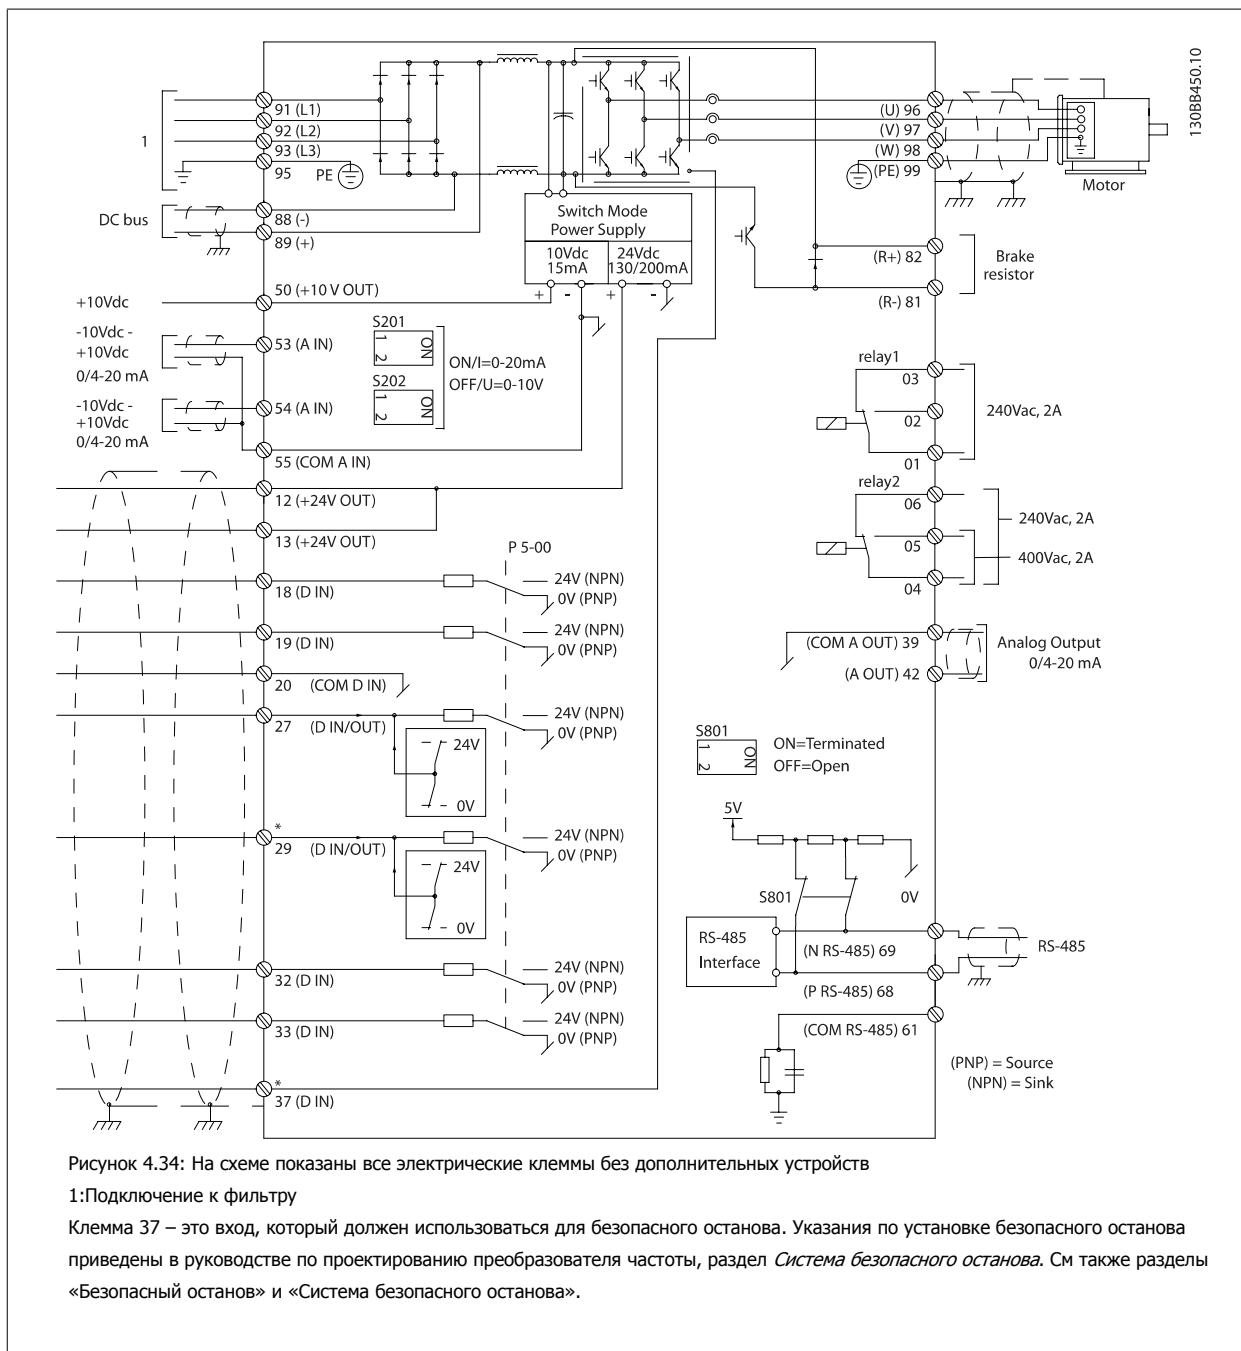 130BB450.10
1
91 (L1)
92 (L2)
93 (L3)
95 PE
DC bus
88 (-)
89 (+)
Switch Mode
Power Supply
10Vdc
15mA
24Vdc
130/200mA
+ - + -
(U) 96
(V) 97
(W) 98
(PE) 99
Motor
(R+) 82
Brake
resistor
(R-) 81
+10Vdc
50 (+10 V OUT)
-10Vdc -
+10Vdc
0/4-20 mA
53 (A IN)
-10Vdc -
+10Vdc
0/4-20 mA
54 (A IN)
55 (COM A IN)
S201
1
2
ON
S202
1
2
ON
ON/I=0-20mA
OFF/U=0-10V
relay1
03
02
01
240Vac, 2A
relay2
06
05
04
240Vac, 2A
400Vac, 2A
12 (+24V OUT)
13 (+24V OUT)
P 5-00
18 (D IN)
24V (NPN)
0V (PNP)
19 (D IN)
24V (NPN)
0V (PNP)
20 (COM D IN)
27 (D IN/OUT)
24V (NPN)
0V (PNP)
24V
0V
*
29 (D IN/OUT)
24V (NPN)
0V (PNP)
24V
0V
32 (D IN)
24V (NPN)
0V (PNP)
33 (D IN)
24V (NPN)
0V (PNP)
*
37 (D IN)
(COM A OUT) 39
(A OUT) 42
Analog Output
0/4-20 mA
S801
1
2
ON
ON=Terminated
OFF=Open
5V
S801
0V
RS-485
Interface
(N RS-485) 69
RS-485
(P RS-485) 68
(COM RS-485) 61
(PNP) = Source
(NPN) = Sink
Рисунок 4.34: На схеме показаны все электрические клеммы без дополнительных устройств
1:Подключение к фильтру
Клемма 37 – это вход, который должен использоваться для безопасного останова. Указания по установке безопасного останова
приведены в руководстве по проектированию преобразователя частоты, раздел Система безопасного останова. См также разделы
«Безопасный останов» и «Система безопасного останова».